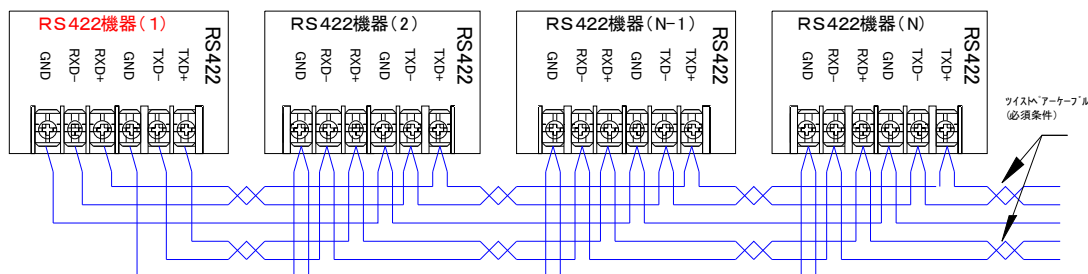 RS422機器(1)
RS422
GND RXD- RXD+ GND TXD- TXD+
RS422機器(2)
RS422
GND RXD- RXD+ GND TXD- TXD+
RS422機器(N-1)
RS422
GND RXD- RXD+ GND TXD- TXD+
RS422機器(N)
RS422
GND RXD- RXD+ GND TXD- TXD+
ツイストペアーケーブル
(必須条件)